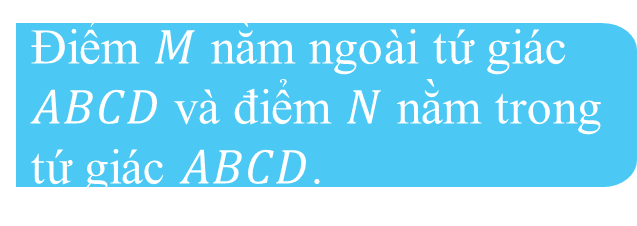 Điểm M nằm ngoài tứ giác
ABCD và điểm N nằm trong
tứ giác ABCD.